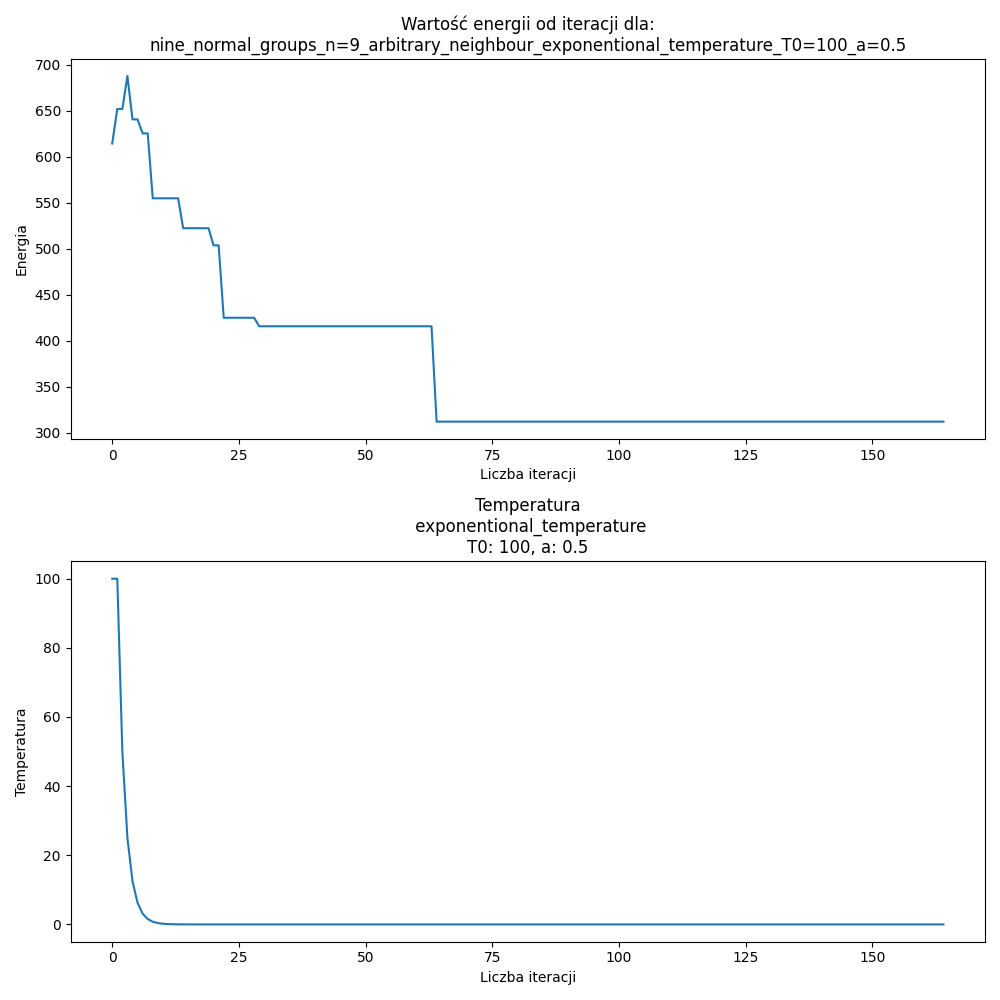 Wartość energii od iteracji dla:
nine_normal_groups_n=9_arbitrary_neighbour_exponentional_temperature_T0=100_a=0.5
700
650
600
550
500
450
400
350
300
Energia
0 25 50 75 100 125 150
Liczba iteracji
Temperatura
exponentional_temperature
T0: 100, a: 0.5
100
80
60
40
20
0
Temperatura
0 25 50 75 100 125 150
Liczba iteracji